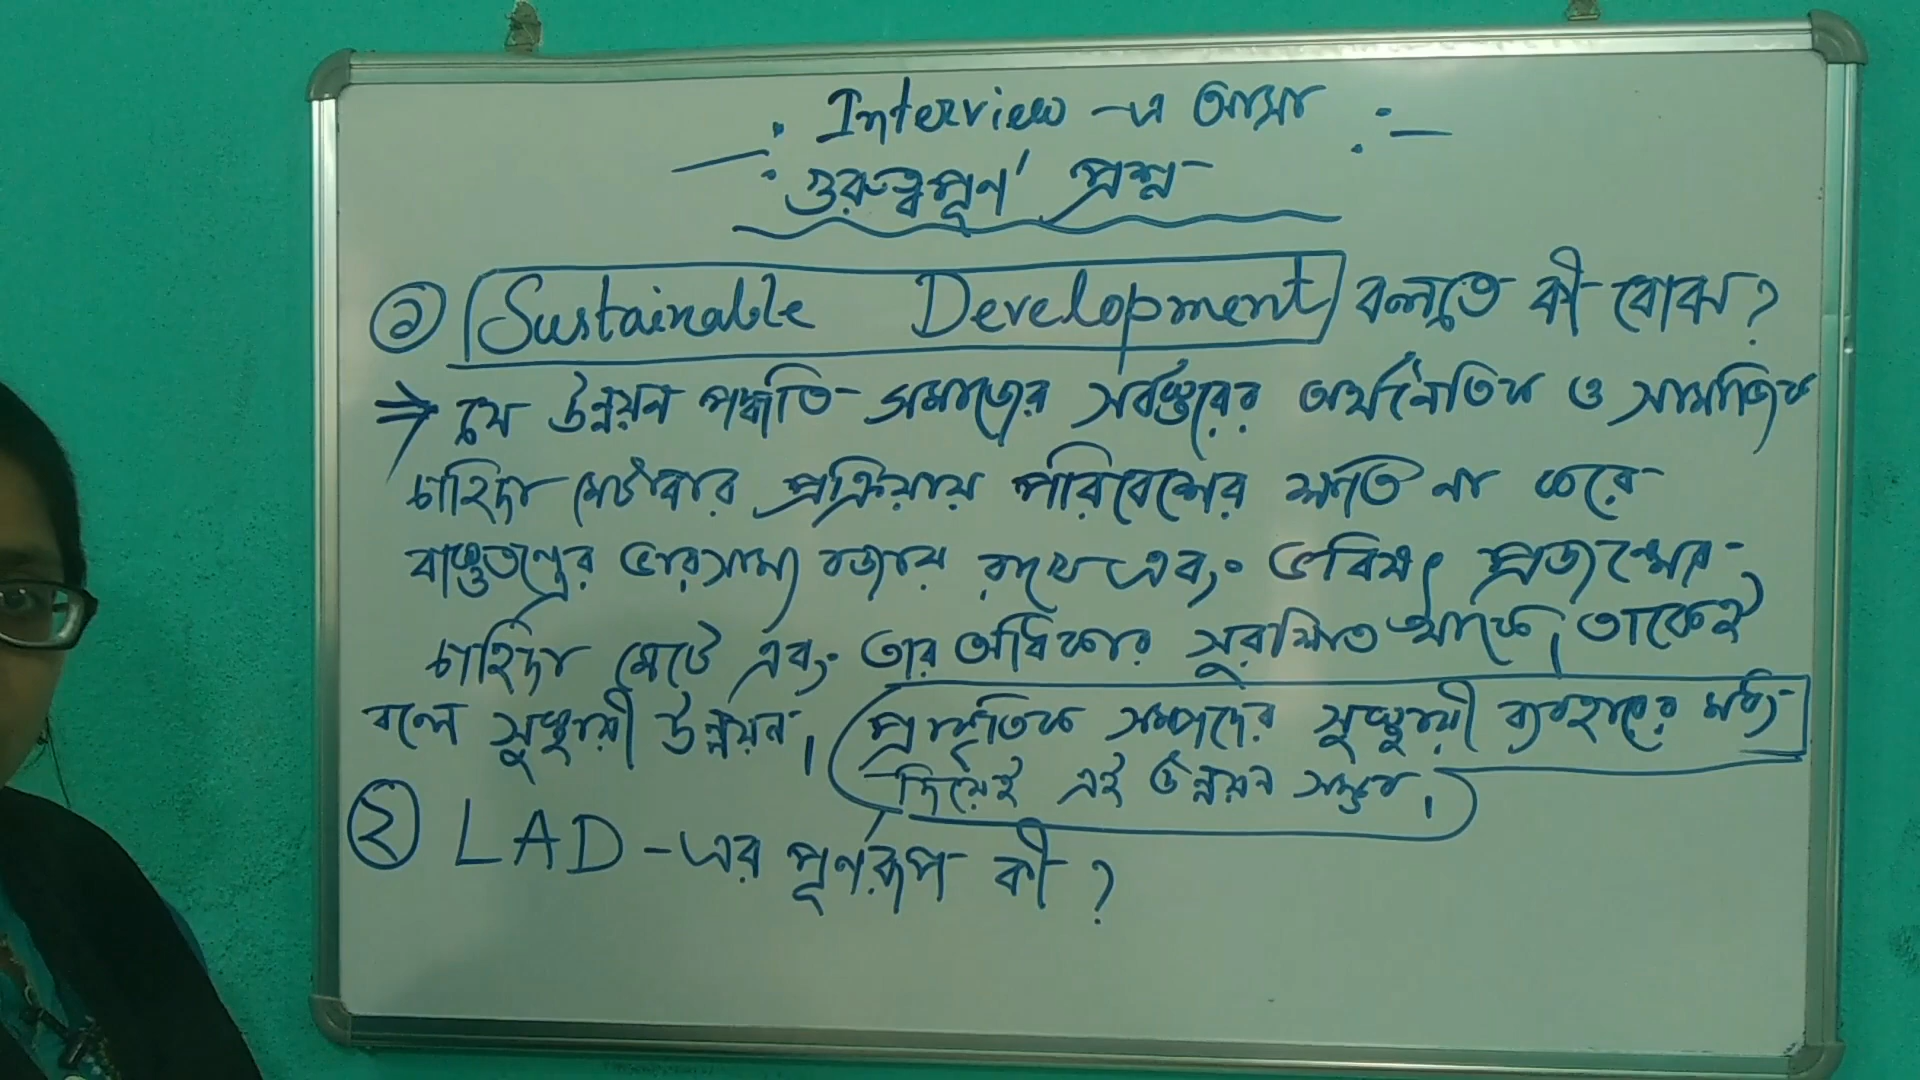 Interview -এ আসা :-
-: গুরুত্বপূর্ণ প্রশ্ন
① Sustainable Development বলতে কী বোঝ?
⇒ যে উন্নয়ন পদ্ধতি সমাজের সর্বস্তরের অর্থনৈতিক ও সামাজিক
চাহিদা মেটাবার প্রক্রিয়ায় পরিবেশের ক্ষতি না করে
বাস্তুতন্ত্রের ভারসাম্য বজায় রাখে এবং ভবিষ্যৎ প্রজন্মের
চাহিদা মেটে এবং তার অধিকার সুরক্ষিত থাকে, তাকেই
বলে সুস্থায়ী উন্নয়ন। প্রাকৃতিক সম্পদের সুস্থায়ী ব্যবহারের মধ্য
দিয়েই এই উন্নয়ন সম্ভব।
② LAD -এর পূর্ণরূপ কী ?